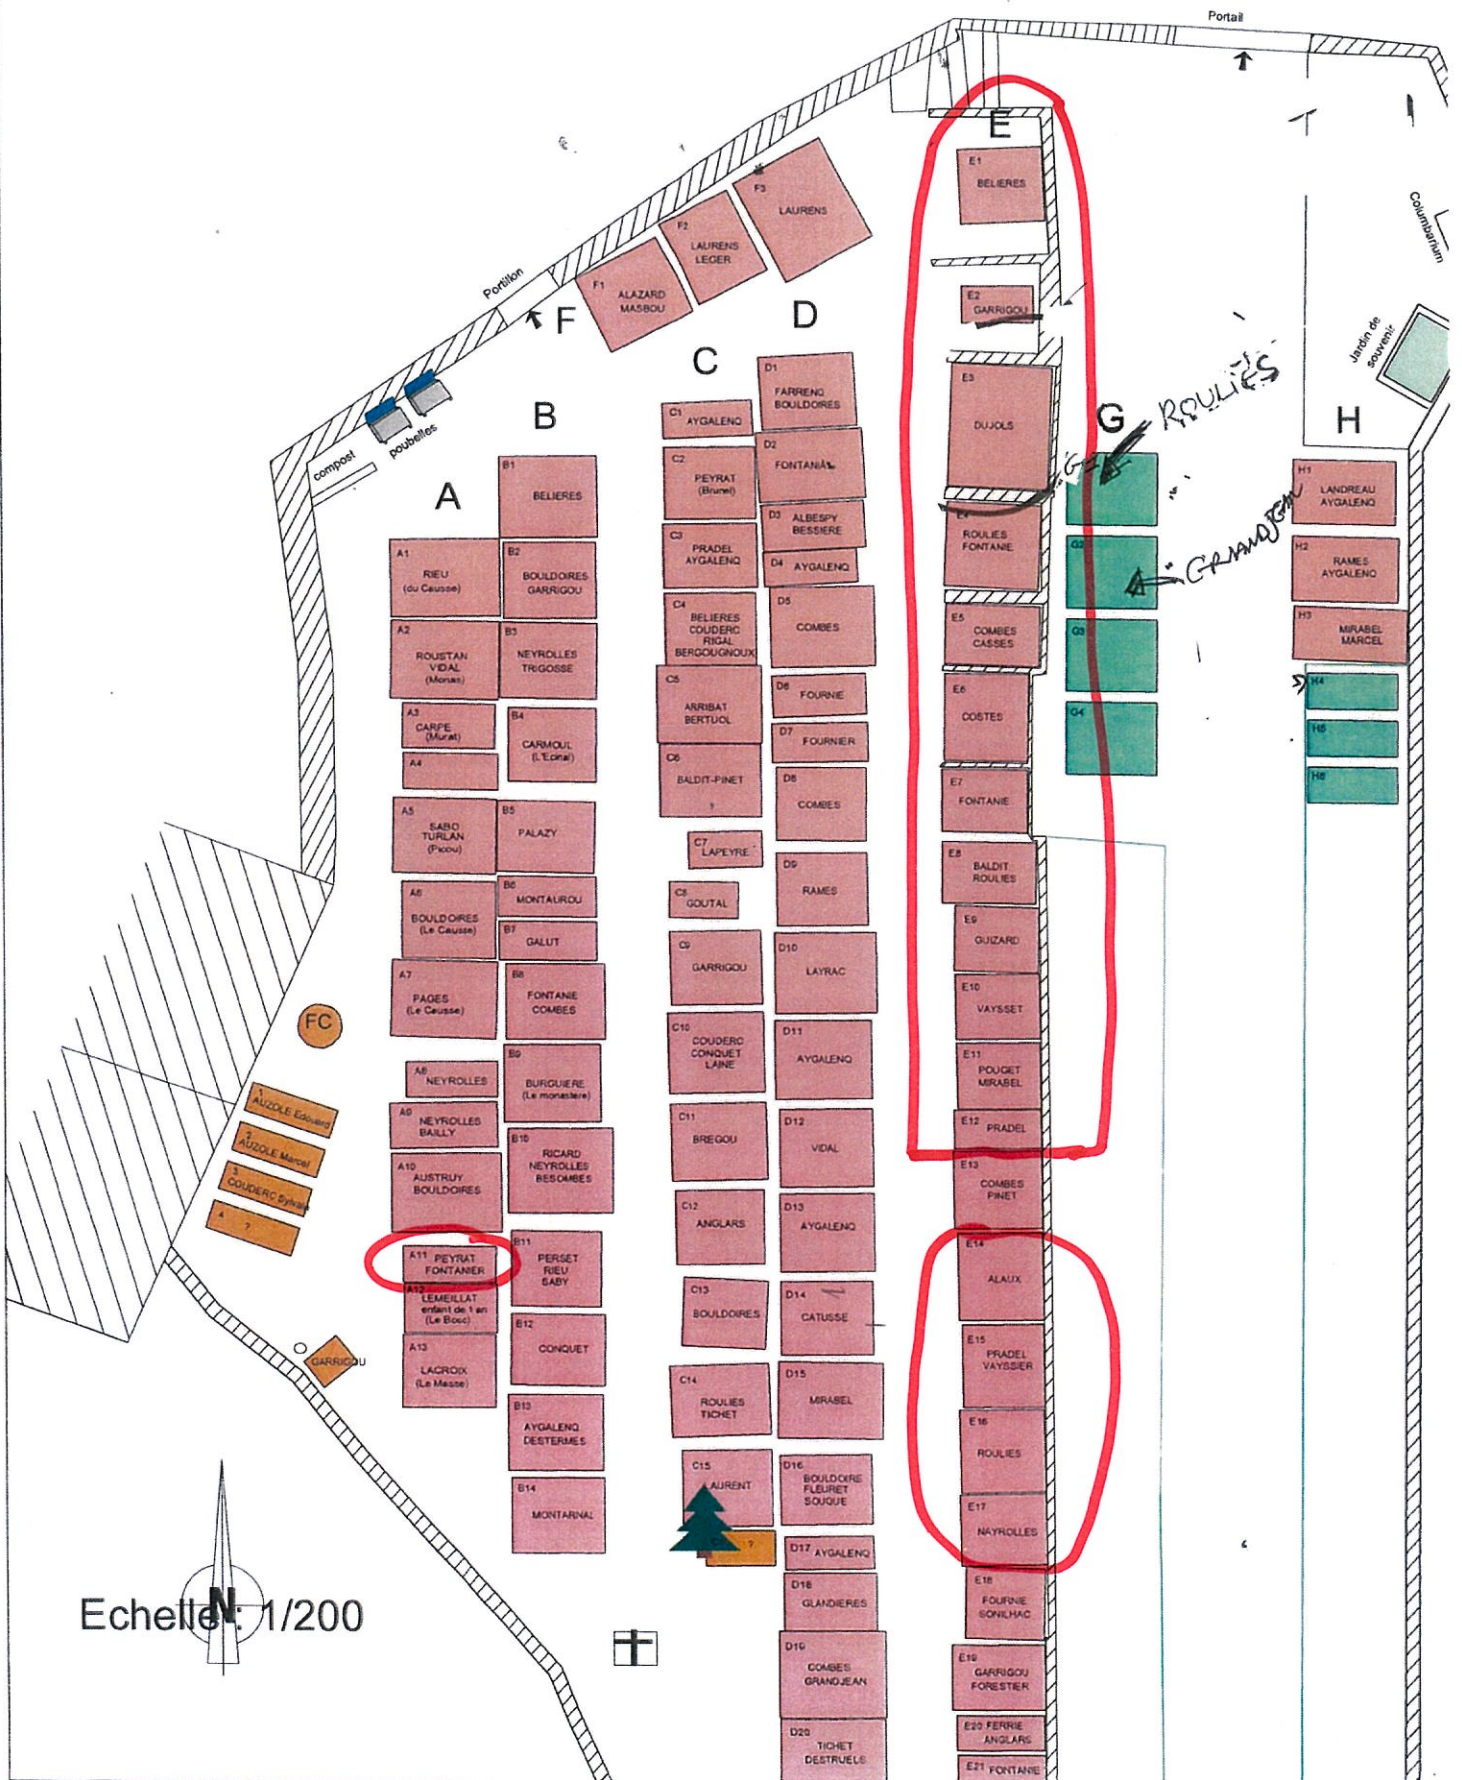 Portail
E
E1
BELIERES
F3
LAURENS
F2
LAURENS
LEGER
Columbarium
Portillon
F1
ALAZARD
MASBOU
F
D
E2
GARRIGOU
Jardin de
souvenir
C
D1
FARRENQ
BOULDOIRES
E3
DUJOLS
G
ROULIÉS
H
poubelles
compost
B
A
C1
AYGALENQ
D2
C2
PEYRAT
(Brunel)
D3
ALBESPY
BESSIERE
D4
AYGALENQ
B1
BELIERES
H1
LANDREAU
AYGALENQ
E4
ROULIES
FONTANIE
G2
GRANDJEAN
A1
RIEU
(du Causse)
B2
BOULDOIRES
GARRIGOU
C3
PRADEL
AYGALENQ
H2
RAMES
AYGALENQ
C4
BELIERES
COUDERC
RIGAL
BERGOUGNOUX
D5
COMBES
E5
COMBES
CASSES
G3
H3
MIRABEL
MARCEL
A2
ROUSTAN
VIDAL
(Monas)
B3
NEYROLLES
TRIGOSSE
C5
ARRIBAT
BERTUOL
D6
FOURNIE
E6
COSTES
G4
H4
A3
CARPE
(Murat)
B4
CARMOUL
(L'Ecinal)
D7
FOURNIER
H5
A4
C6
BALDIT-PINET
?
D8
COMBES
E7
FONTANIE
H6
A5
SABO
TURLAN
(Picou)
B5
PALAZY
C7
LAPEYRE
D9
RAMES
E8
BALDIT
ROULIES
A6
BOULDOIRES
(Le Causse)
B6
MONTAUROU
B7
GALUT
C8
GOUTAL
E9
GUIZARD
A7
PAGES
(Le Causse)
B8
FONTANIE
COMBES
C9
GARRIGOU
D10
LAYRAC
E10
VAYSSET
FC
C10
COUDERC
CONQUET
LAINE
D11
AYGALENQ
E11
POUGET
MIRABEL
A8
NEYROLLES
B9
BURGUIERE
(Le monastere)
1
AUZOLE Edouard
A9
NEYROLLES
BAILLY
C11
BREGOU
D12
VIDAL
E12
PRADEL
2
AUZOLE Marcel
B10
RICARD
NEYROLLES
BESOMBES
3
COUDERC Sylvain
A10
AUSTRUY
BOULDOIRES
C12
ANGLARS
D13
AYGALENQ
E13
COMBES
PINET
4
?
A11
PEYRAT
FONTANIER
B11
PERSET
RIEU
SABY
E14
ALAUX
A12
LEMEILLAT
enfant de 1 an
(Le Bosc)
C13
BOULDOIRES
D14
CATUSSE
GARRIGOU
A13
LACROIX
(Le Masse)
B12
CONQUET
E15
PRADEL
VAYSSIER
C14
ROULIES
TICHET
D15
MIRABEL
B13
AYGALENQ
DESTERMES
E16
ROULIES
C15
LAURENT
D16
BOULDOIRE
FLEURET
SOUQUE
B14
MONTARNAL
E17
NAYROLLES
?
D17
AYGALENQ
D18
GLANDIERES
E18
FOURNIE
SONILHAC
Echelle : 1/200
N
D19
COMBES
GRANDJEAN
E19
GARRIGOU
FORESTIER
D20
TICHET
DESTRUELS
E20
FERRIE
ANGLARS
E21
FONTANIE